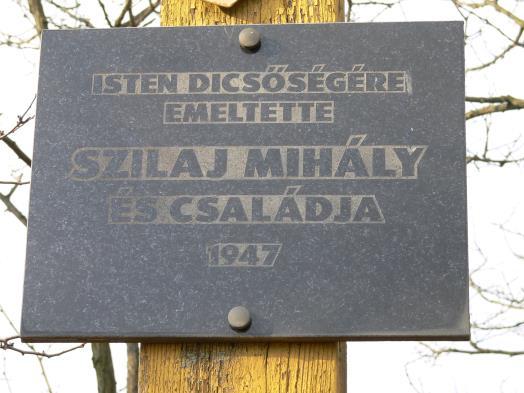 ISTEN DICSŐSÉGÉRE
EMELTETTE
SZILAJ MIHÁLY
ÉS CSALÁDJA
1947